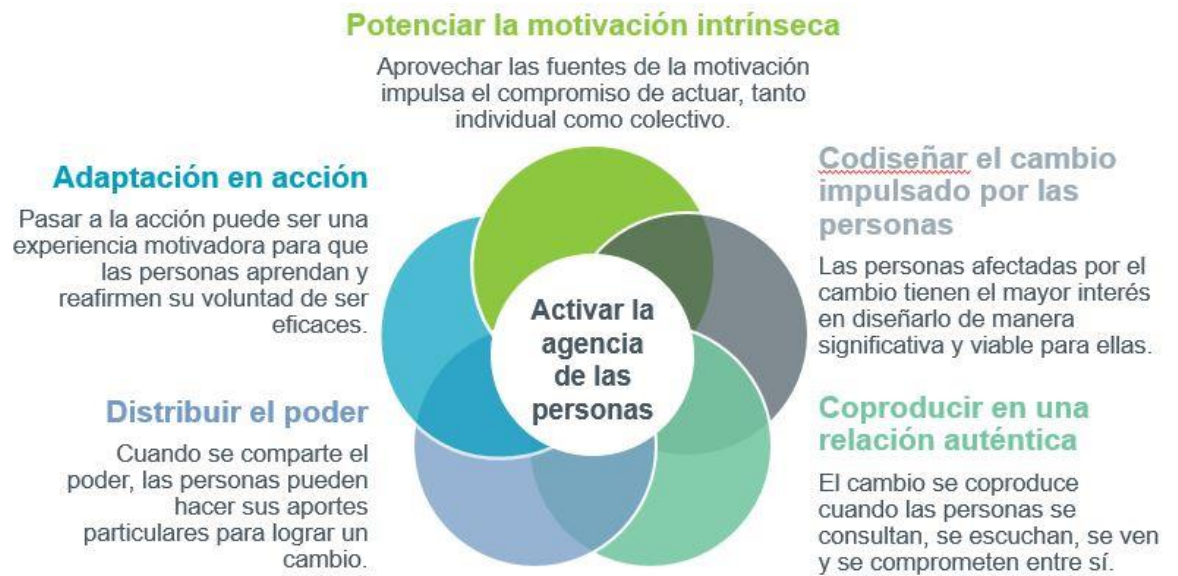 Potenciar la motivación intrínseca
Aprovechar las fuentes de la motivación
impulsa el compromiso de actuar, tanto
individual como colectivo.
Adaptación en acción
Pasar a la acción puede ser una
experiencia motivadora para que
las personas aprendan y
reafirmen su voluntad de ser
eficaces.
Codiseñar el cambio
impulsado por las
personas
Las personas afectadas por el
cambio tienen el mayor interés
en diseñarlo de manera
significativa y viable para ellas.
Activar la
agencia
de las
personas
Distribuir el poder
Cuando se comparte el
poder, las personas pueden
hacer sus aportes
particulares para lograr un
cambio.
Coproducir en una
relación auténtica
El cambio se coproduce
cuando las personas se
consultan, se escuchan, se ven
y se comprometen entre sí.